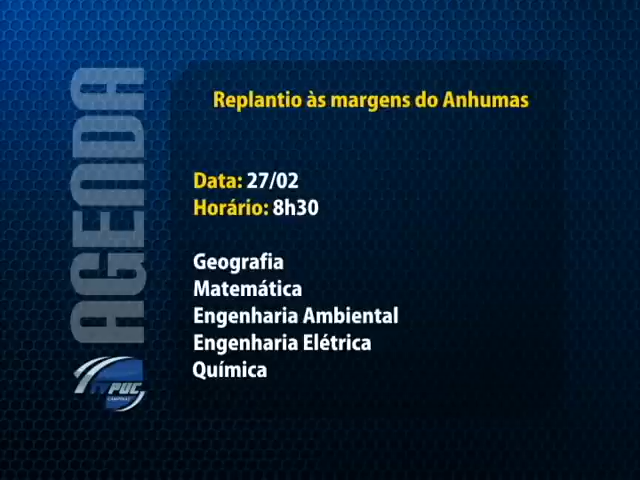 AGENDA
Replantio às margens do Anhumas
Data: 27/02
Horário: 8h30
Geografia
Matemática
Engenharia Ambiental
Engenharia Elétrica
Química
TV PUC
CAMPINAS